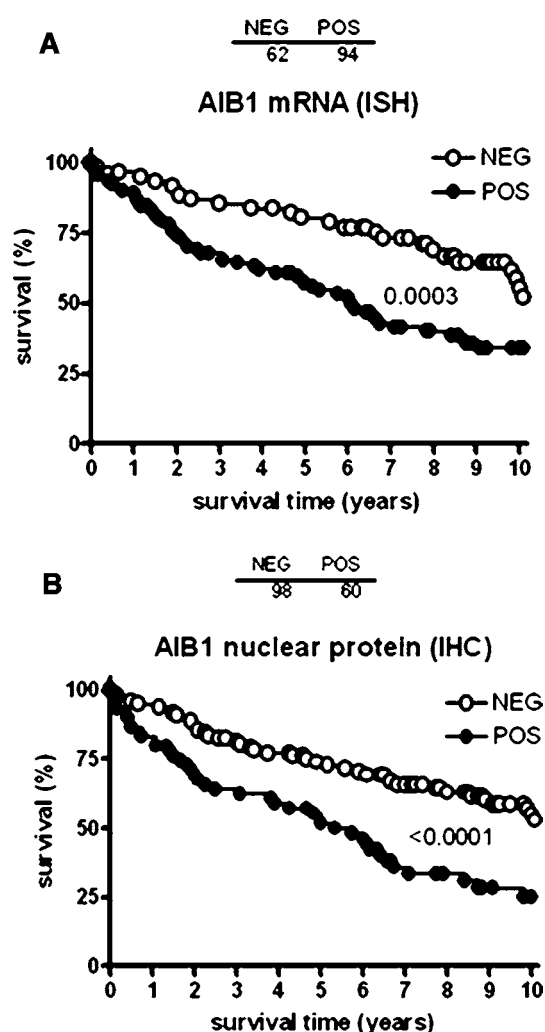 A
NEG POS
62 94
AIB1 mRNA (ISH)
100
75
50
25
0
survival (%)
NEG
POS
0.0003
0 1 2 3 4 5 6 7 8 9 10
survival time (years)
B
NEG POS
98 60
AIB1 nuclear protein (IHC)
100
75
50
25
0
survival (%)
NEG
POS
<0.0001
0 1 2 3 4 5 6 7 8 9 10
survival time (years)